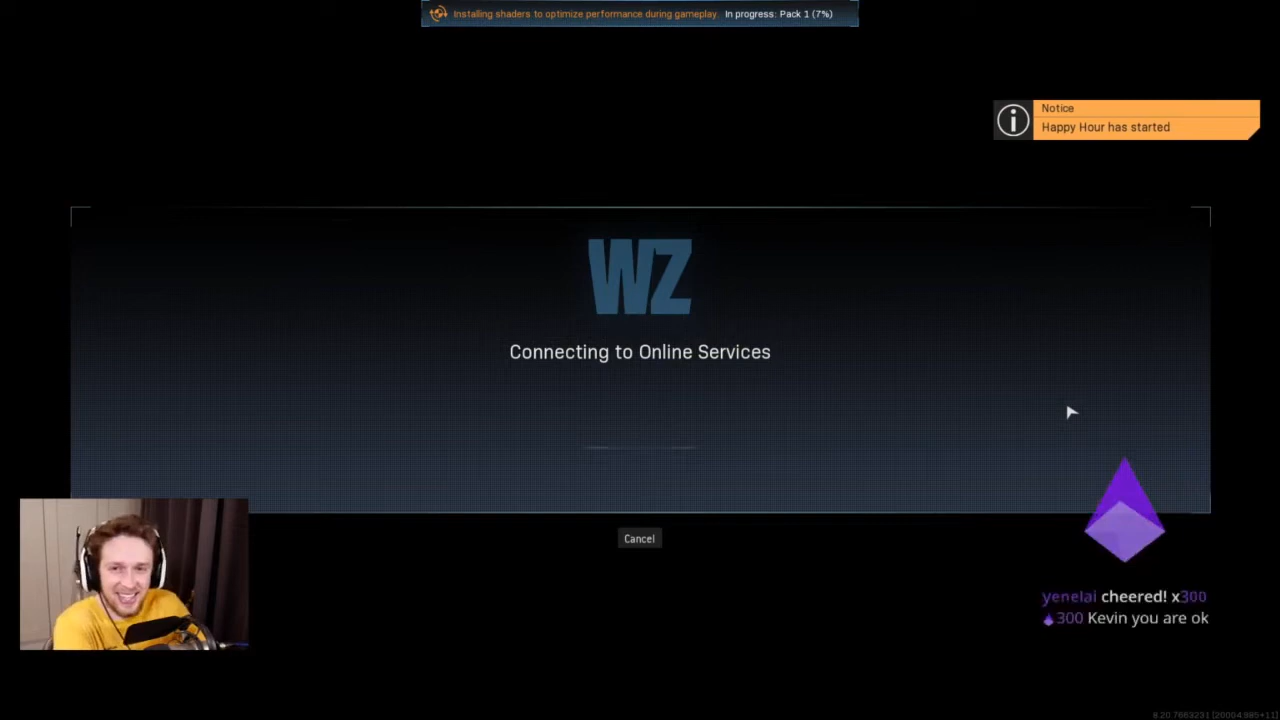 Installing shaders to optimize performance during gameplay. In progress: Pack 1 (7%)
Notice
Happy Hour has started
WZ
Connecting to Online Services
Cancel
yenelai cheered! x300
300 Kevin you are ok